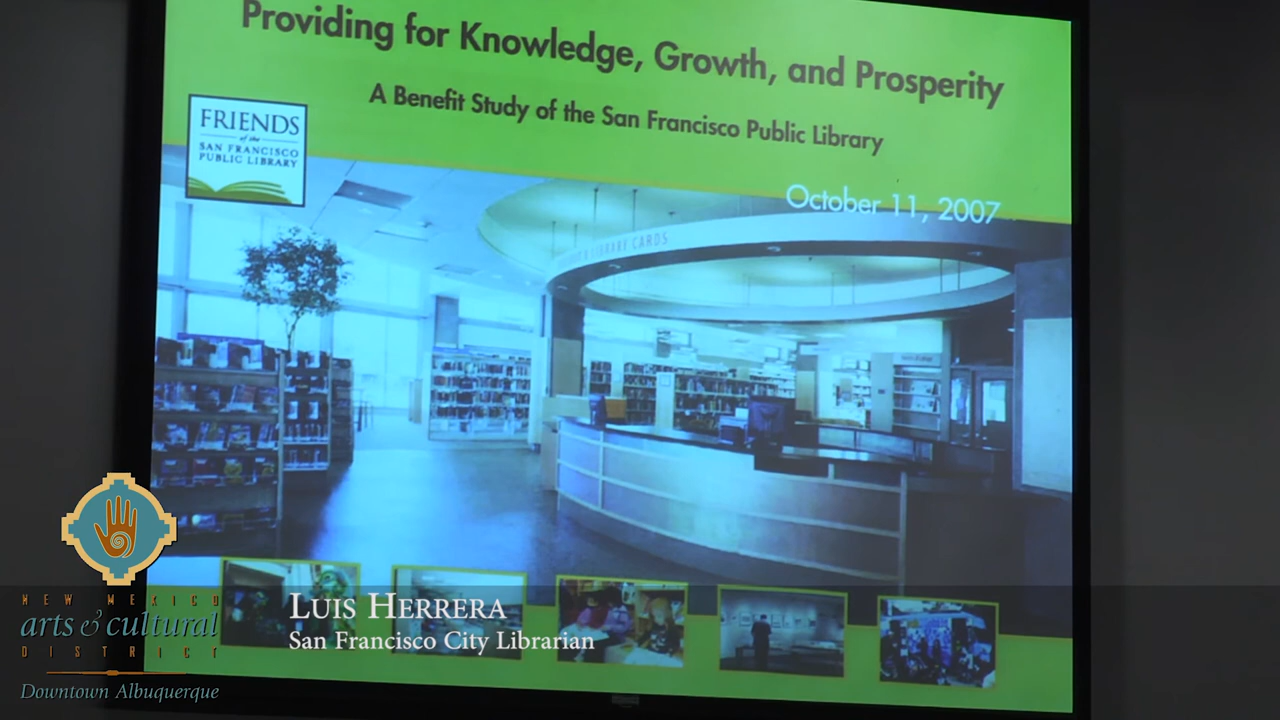 Providing for Knowledge, Growth, and Prosperity
A Benefit Study of the San Francisco Public Library
FRIENDS
of the
SAN FRANCISCO
PUBLIC LIBRARY
October 11, 2007
LIBRARY CARDS
NEW MEXICO
arts & cultural
DISTRICT
Downtown Albuquerque
LUIS HERRERA
San Francisco City Librarian